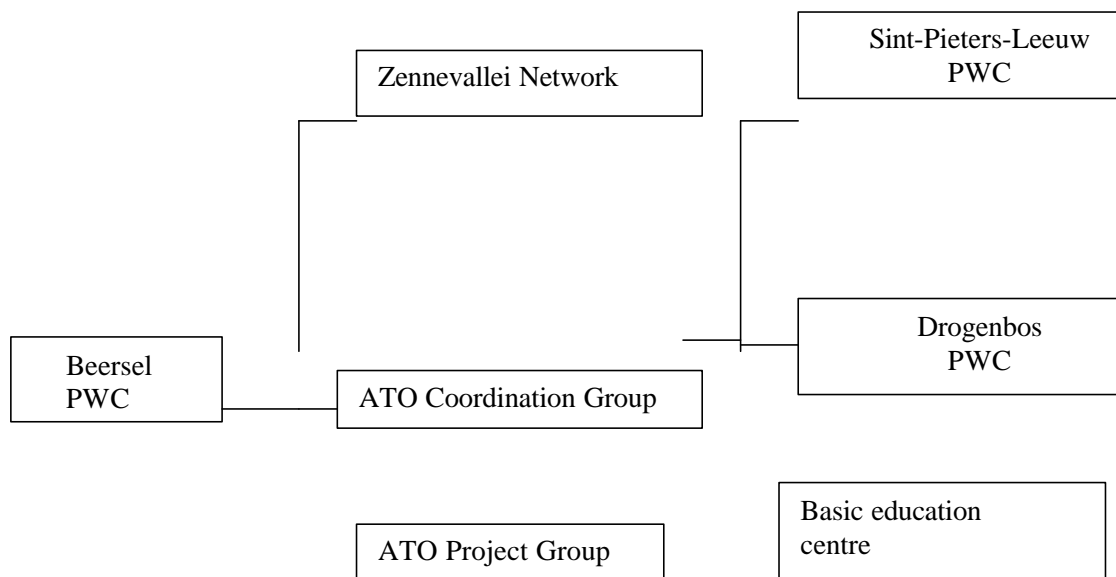 Sint-Pieters-Leeuw
PWC
Zennevallei Network
Drogenbos
PWC
Beersel
PWC
ATO Coordination Group
Basic education
centre
ATO Project Group